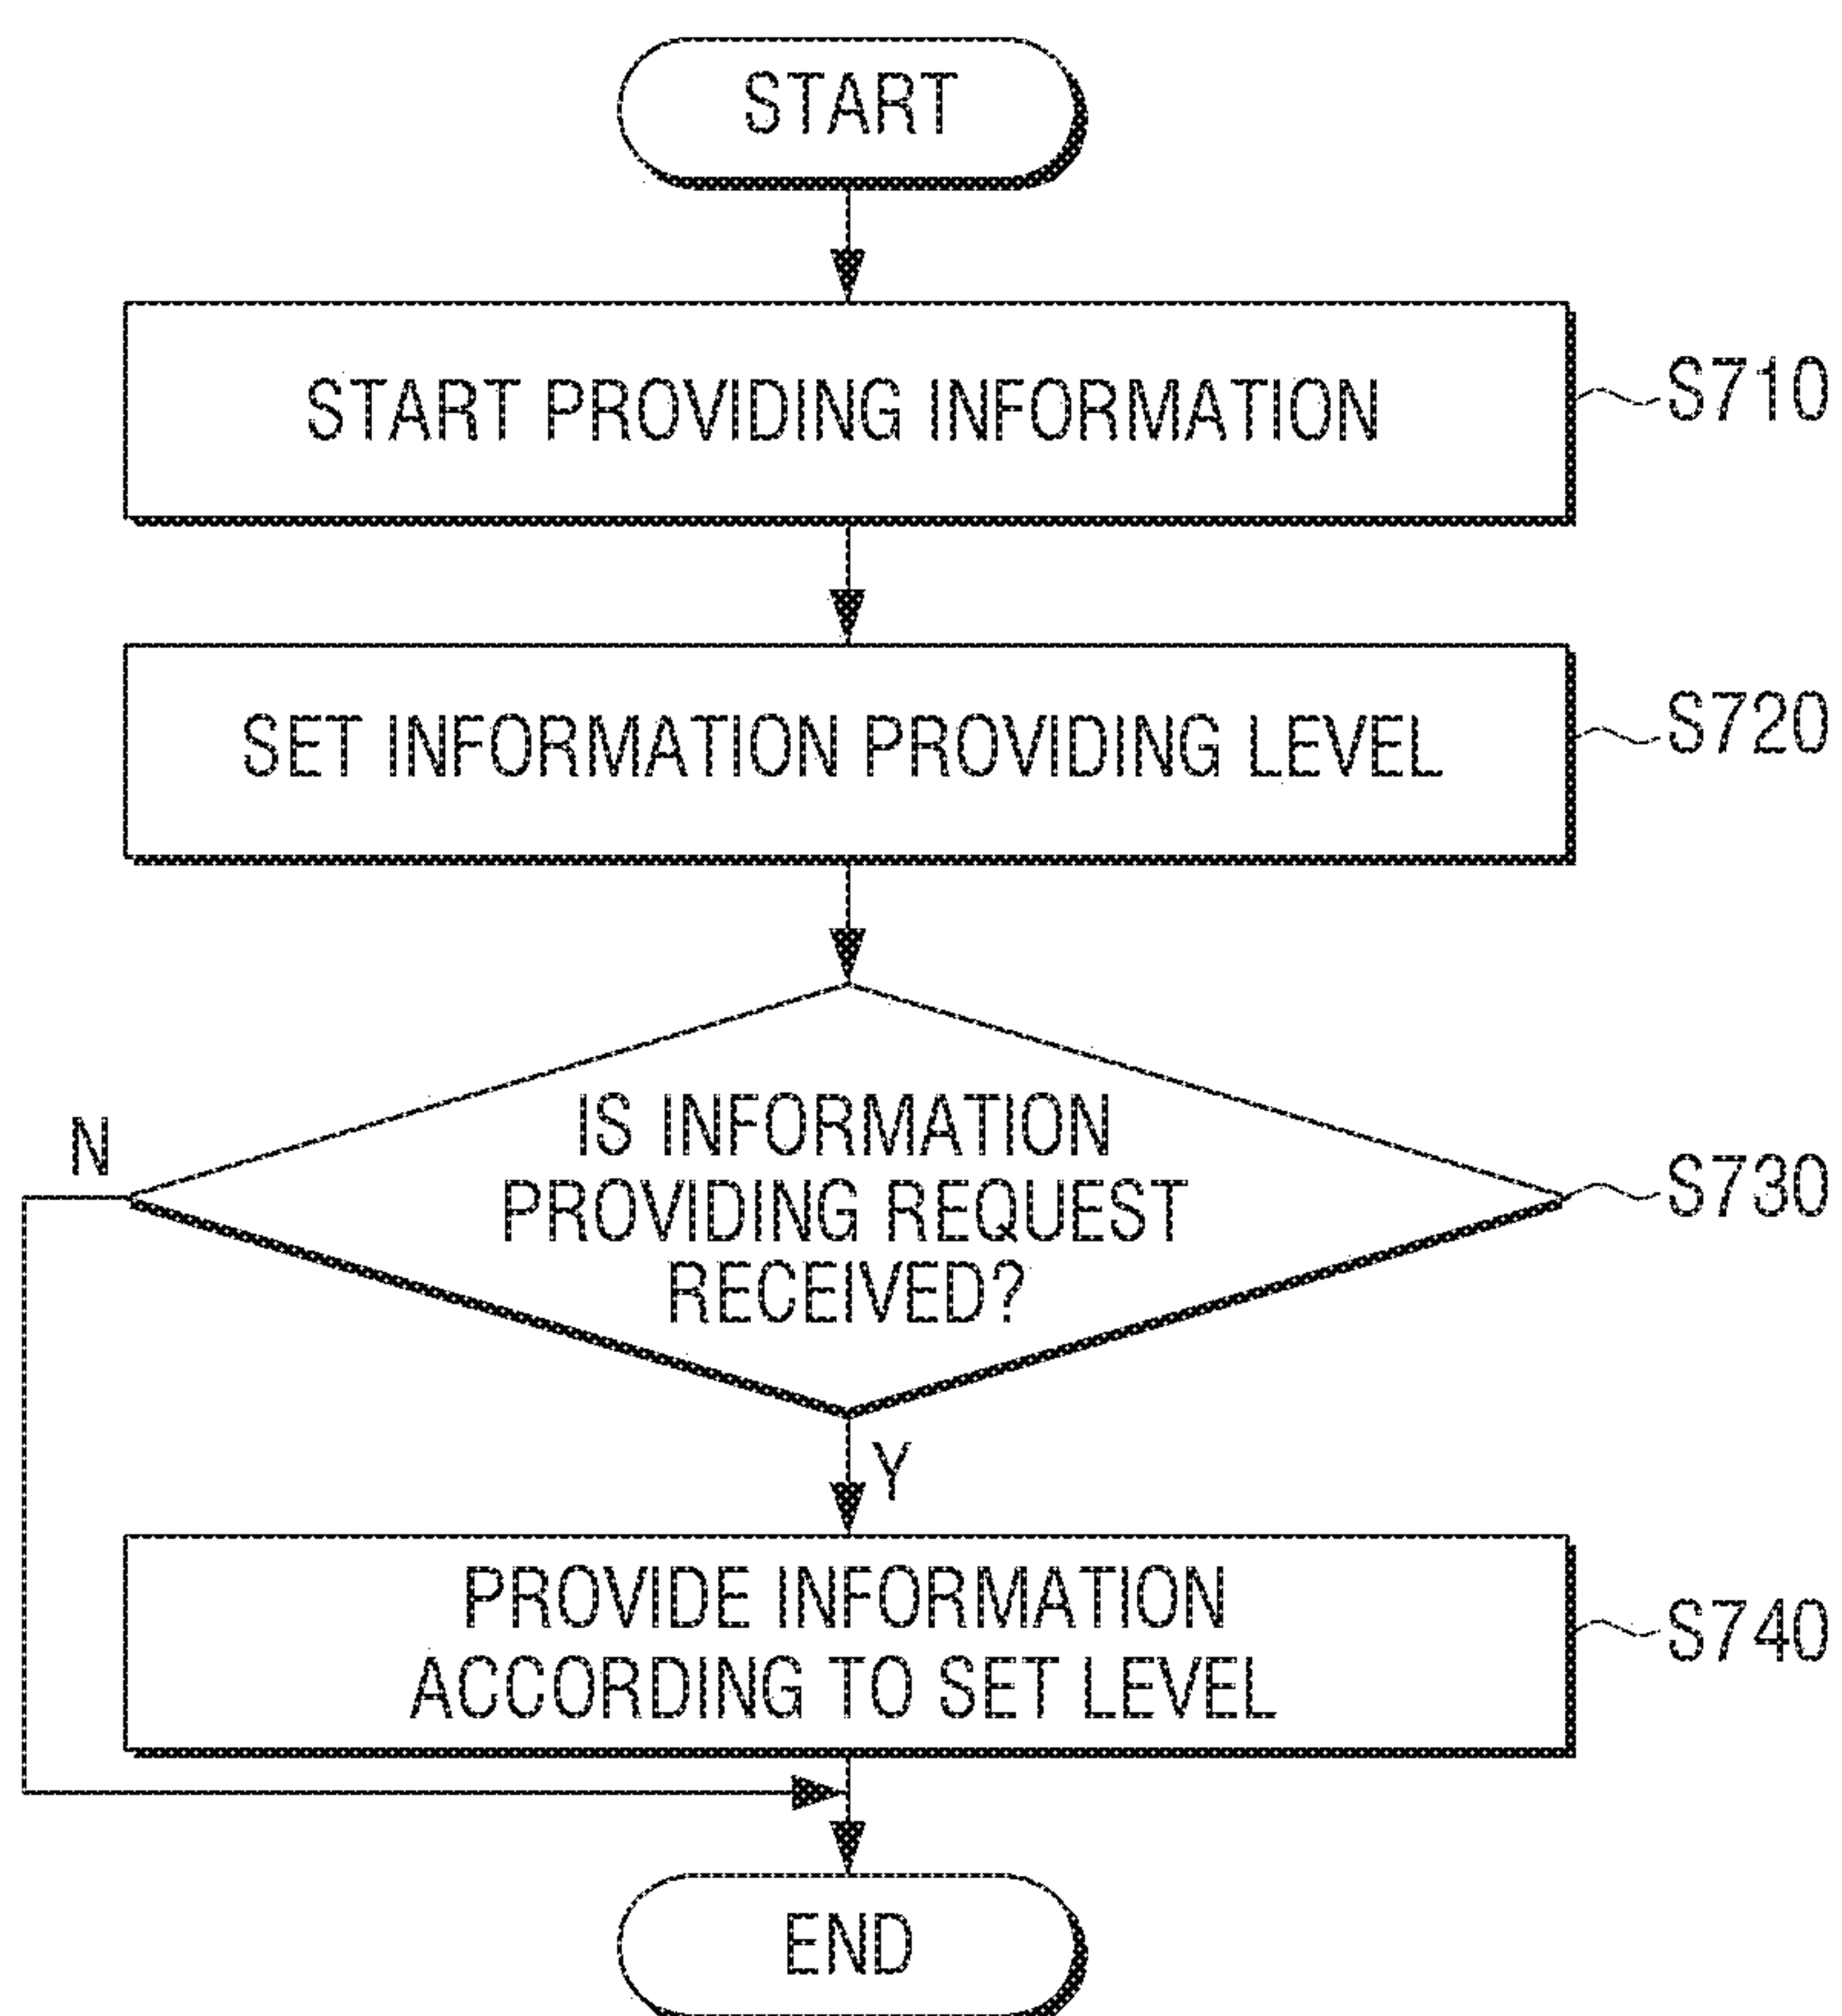 START
START PROVIDING INFORMATION
S710
SET INFORMATION PROVIDING LEVEL
S720
IS INFORMATION
PROVIDING REQUEST
RECEIVED?
N
S730
Y
PROVIDE INFORMATION
ACCORDING TO SET LEVEL
S740
END